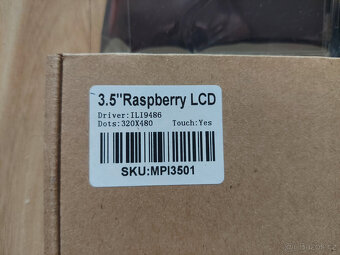 3.5"Raspberry LCD
Driver:ILI9486
Dots:320X480 Touch:Yes
SKU:MPI3501